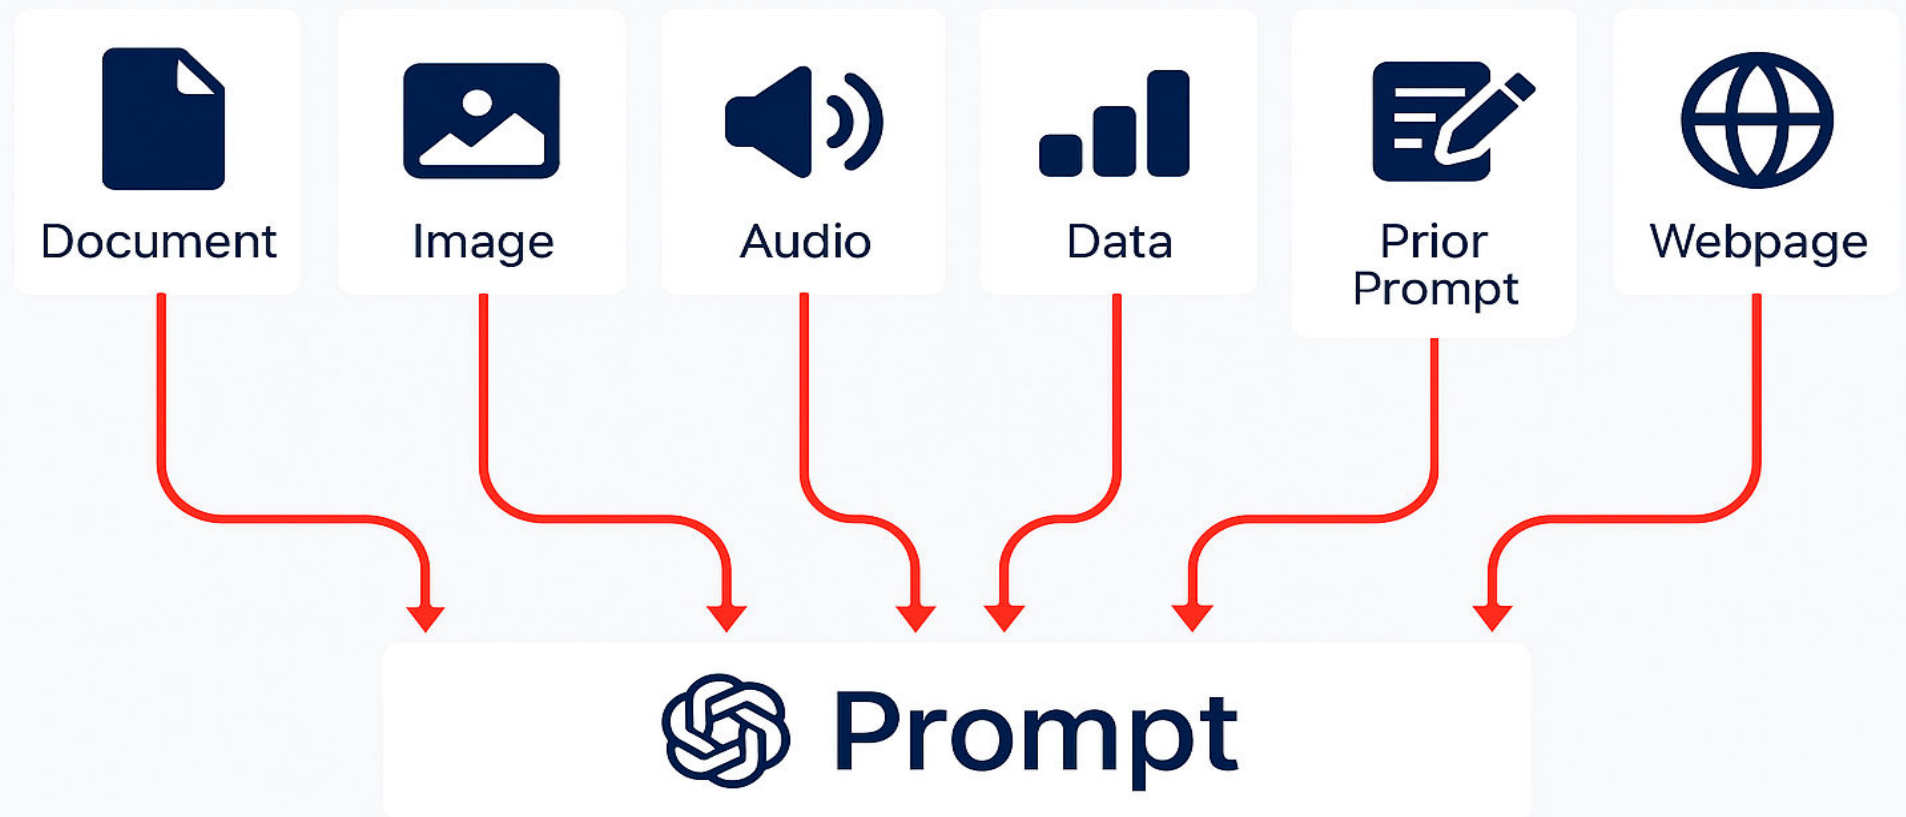 Document
Image
Audio
Data
Prior
Prompt
Webpage
Prompt